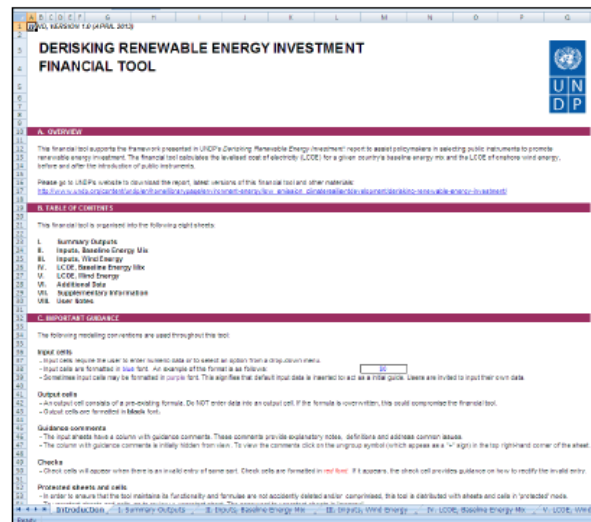 WIND, VERSION 1.0 (APRIL 2013)
DERISKING RENEWABLE ENERGY INVESTMENT
FINANCIAL TOOL
U N
D P
A. OVERVIEW
This financial tool supports the framework presented in UNDP's Derisking Renewable Energy Investment report to assist policymakers in selecting public instruments to promote
renewable energy investment. The financial tool calculates the levelised cost of electricity (LCOE) for a given country's baseline energy mix and the LCOE of onshore wind energy,
before and after the introduction of public instruments.
Please go to UNDP's website to download the report, latest versions of this financial tool and other materials:
B. TABLE OF CONTENTS
This financial tool is organised into the following eight sheets:
I. Summary Outputs
II. Inputs, Baseline Energy Mix
III. Inputs, Wind Energy
IV. LCOE, Baseline Energy Mix
V. LCOE, Wind Energy
VI. Additional Data
VII. Supplementary Information
VIII. User Notes
C. IMPORTANT GUIDANCE
The following modelling conventions are used throughout this tool:
Input cells
- Input cells require the user to enter numeric data or to select an option from a drop-down menu.
- Input cells are formatted in blue font. An example of the format is as follows: 50
- Sometimes input cells may be formatted in purple font. This signifies that default input data is inserted to act as a initial guide. Users are invited to input their own data.
Output cells
- An output cell consists of a pre-existing formula. Do NOT enter data into an output cell. If the formula is overwritten, this could compromise the financial tool.
- Output cells are formatted in black font.
Guidance comments
- The input sheets have a column with guidance comments. These comments provide explanatory notes, definitions and address common issues.
- The column with guidance comments is initially hidden from view. To view the comments click on the ungroup symbol (which appears as a "+" sign) in the top right-hand corner of the sheet.
Checks
- Check cells will appear when there is an invalid entry of some sort. Check cells are formatted in red font. If it appears, the check cell provides guidance on how to rectify the invalid entry.
Protected sheets and cells
- In order to ensure that the tool maintains its functionality and formulas are not accidently deleted and/or compromised, this tool is distributed with sheets and cells in 'protected' mode.
Introduction I. Summary Outputs II. Inputs, Baseline Energy Mix III. Inputs, Wind Energy IV. LCOE, Baseline Energy Mix V. LCOE, Wind
Ready